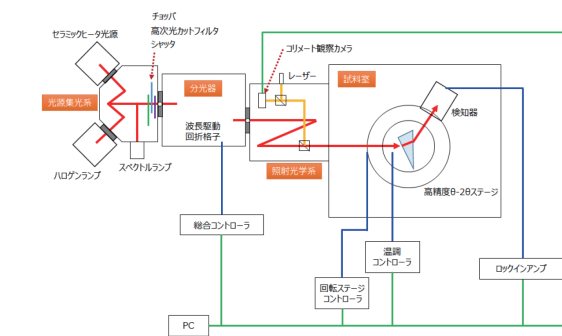 セラミックヒータ光源
チョッパ
高次光カットフィルタ
シャッタ
コリメート観察カメラ
レーザー
試料室
光源集光系
分光器
検知器
波長駆動
回折格子
ハロゲンランプ
スペクトルランプ
照射光学系
高精度θ-2θステージ
総合コントローラ
温調
コントローラ
ロックインアンプ
回転ステージ
コントローラ
PC